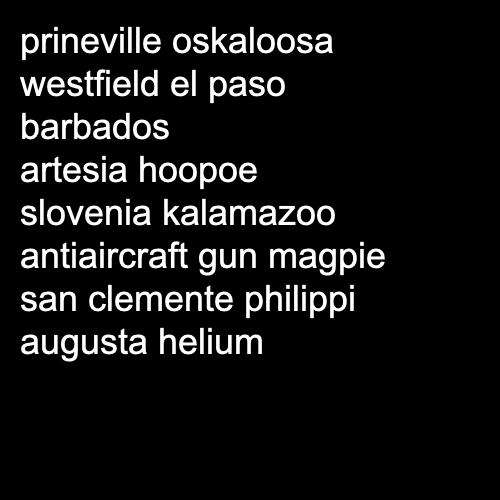 prineville oskaloosa
westfield el paso
barbados
artesia hoopoe
slovenia kalamazoo
antiaircraft gun magpie
san clemente philippi
augusta helium